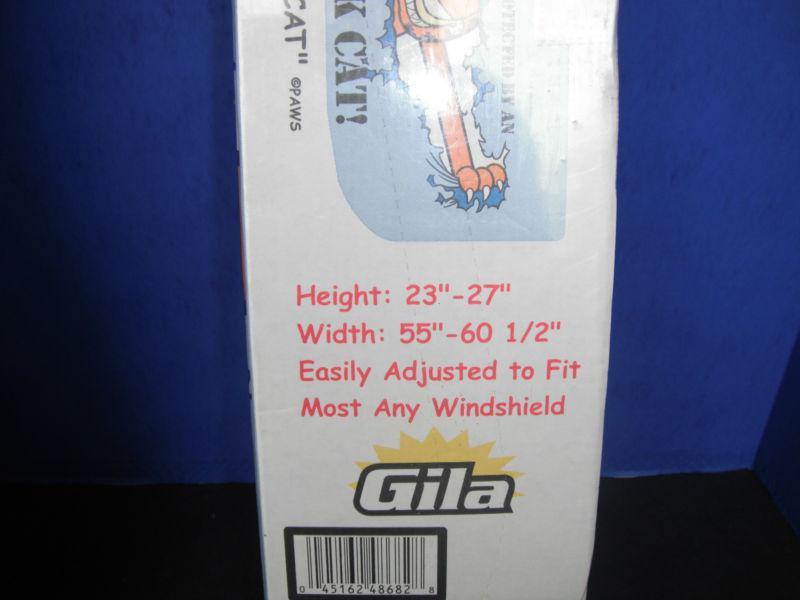 CAT" ©PAWS
CAT!
OTECTED BY AN
Height: 23"-27"
Width: 55"-60 1/2"
Easily Adjusted to Fit
Most Any Windshield
Gila
0 45162 48682 8